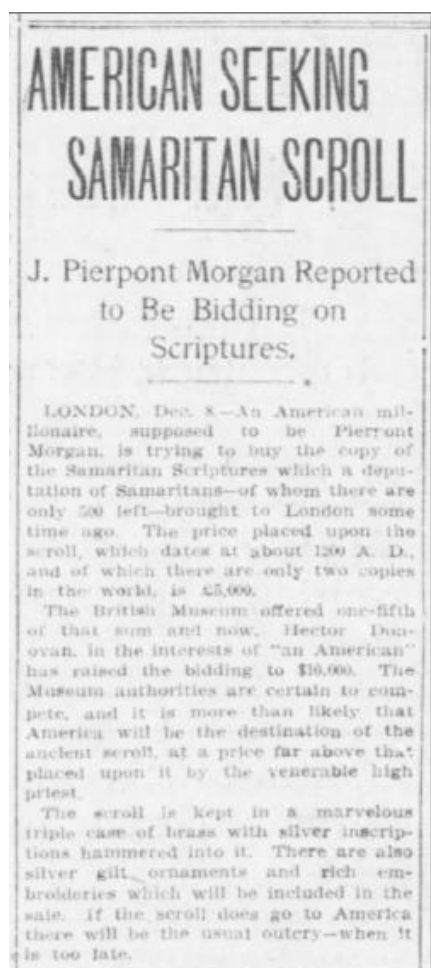 AMERICAN SEEKING
SAMARITAN SCROLL
J. Pierpont Morgan Reported
to Be Bidding on
Scriptures.
LONDON, Dec. 8.—An American mil-
lionaire, supposed to be Pierpont
Morgan, is trying to buy the copy of
the Samaritan Scriptures which a depu-
tation of Samaritans—of whom there are
only 500 left—brought to London some
time ago. The price placed upon the
scroll, which dates at about 1200 A. D.,
and of which there are only two copies
in the world, is £25,000.
The British Museum offered one-fifth
of that sum and now, Hector Don-
ovan, in the interests of "an American"
has raised the bidding to $10,000. The
Museum authorities are certain to com-
pete, and it is more than likely that
America will be the destination of the
ancient scroll, at a price far above that
placed upon it by the venerable high
priest.
The scroll is kept in a marvelous
triple case of brass with silver inscrip-
tions hammered into it. There are also
silver gilt ornaments and rich em-
broideries which will be included in the
sale. If the scroll does go to America
there will be the usual outcry—when it
is too late.